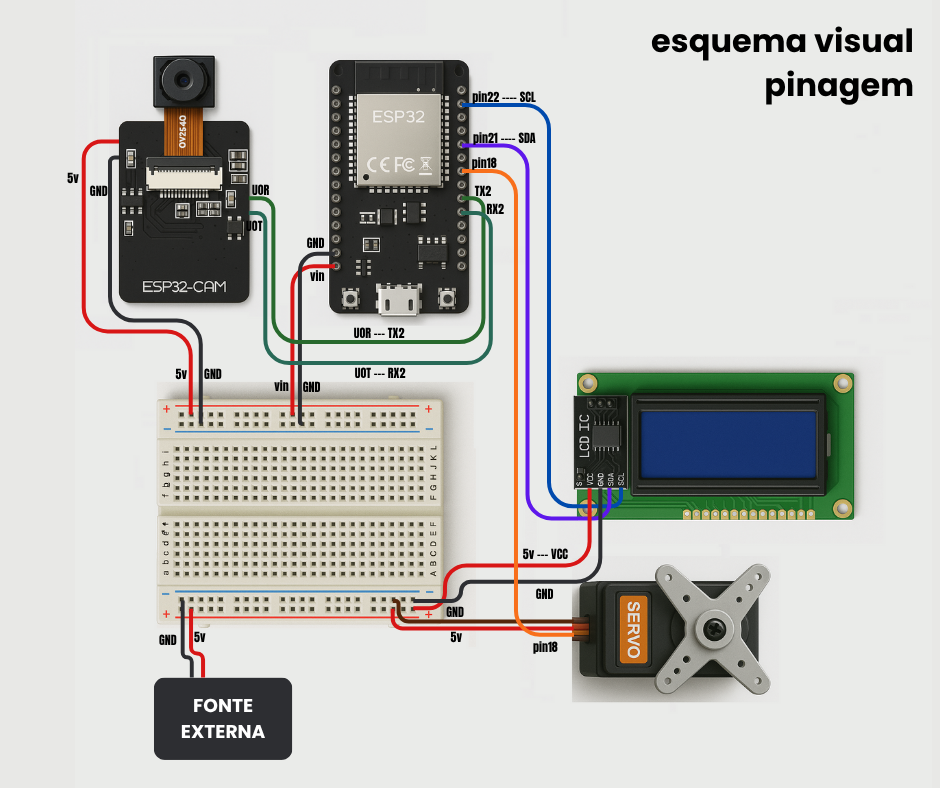 esquema visual
pinagem
OV2540
5v
GND
UOR
UOT
ESP32-CAM
ESP32
CE FC
pin22 ---- SCL
pin21 ---- SDA
pin18
TX2
RX2
GND
vin
UOR --- TX2
UOT --- RX2
5v
GND
vin
GND
+
+
−
−
LCD IC
VCC
GND
SDA
SCL
5v --- VCC
GND
−
−
+
+
GND
5v
GND
5v
pin18
SERVO
FONTE
EXTERNA